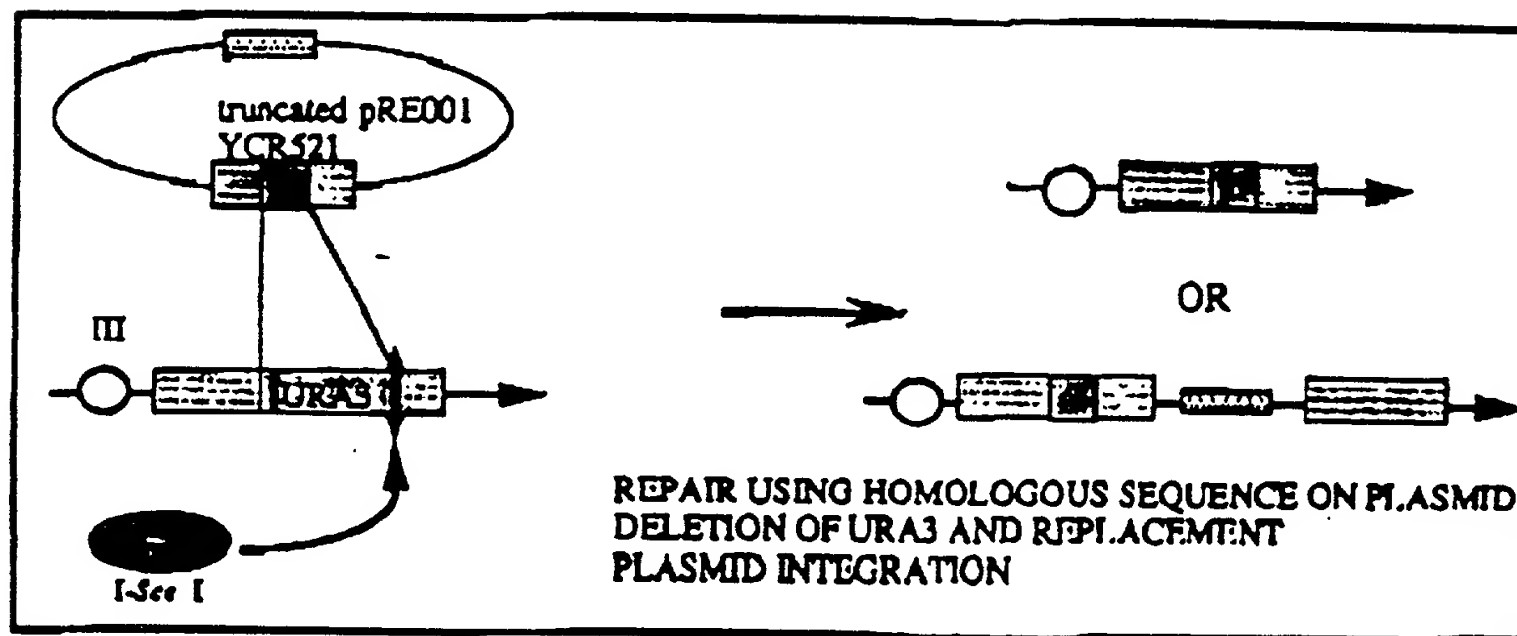 truncated pRE001
YCR521
III
URA3
I-Sce I
OR
REPAIR USING HOMOLOGOUS SEQUENCE ON PLASMID
DELETION OF URA3 AND REPLACEMENT
PLASMID INTEGRATION